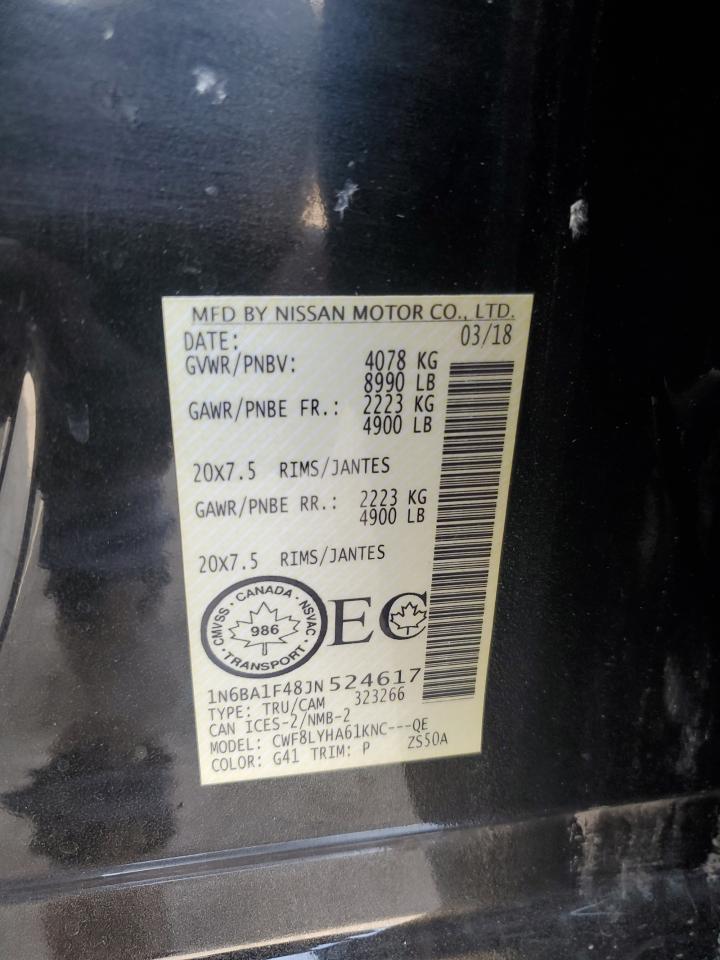 MFD BY NISSAN MOTOR CO., LTD.
DATE: 03/18
GVWR/PNBV: 4078 KG
8990 LB
GAWR/PNBE FR.: 2223 KG
4900 LB
20X7.5 RIMS/JANTES
GAWR/PNBE RR.: 2223 KG
4900 LB
20X7.5 RIMS/JANTES
CMVSS · CANADA · NSVAC
986
· TRANSPORT ·
EC
1N6BA1F48JN524617
TYPE: TRU/CAM 323266
CAN ICES-2/NMB-2
MODEL: CWF8LYHA61KNC---QE
COLOR: G41 TRIM: P ZS50A